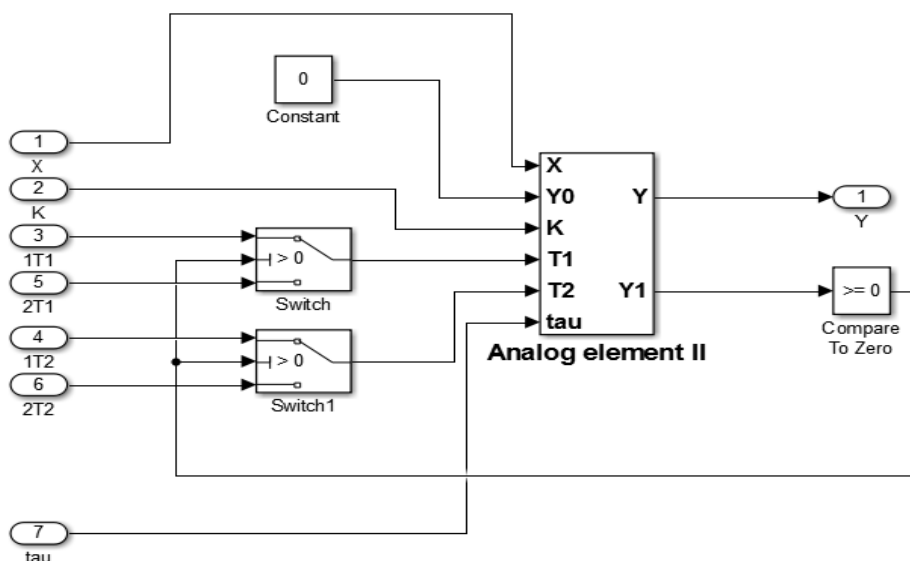 0
Constant
1
X
2
K
3
1T1
5
2T1
> 0
Switch
4
1T2
6
2T2
> 0
Switch1
7
tau
X
Y0
K
T1
T2
tau
Y
Y1
Analog element II
1
Y
>= 0
Compare
To Zero